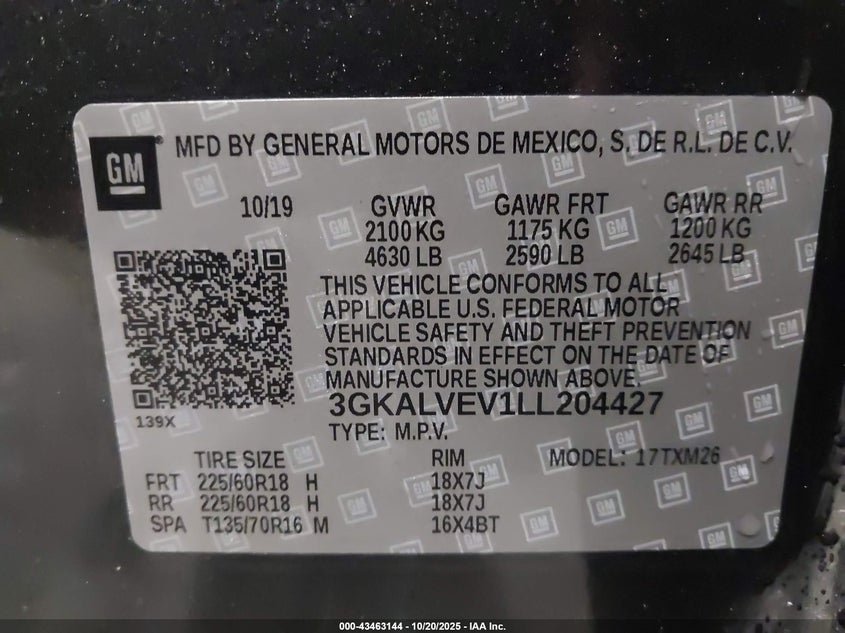 GM MFD BY GENERAL MOTORS DE MEXICO, S. DE R.L. DE C.V.
10/19 GVWR GAWR FRT GAWR RR
2100 KG 1175 KG 1200 KG
4630 LB 2590 LB 2645 LB
THIS VEHICLE CONFORMS TO ALL
APPLICABLE U.S. FEDERAL MOTOR
VEHICLE SAFETY AND THEFT PREVENTION
STANDARDS IN EFFECT ON THE DATE OF
MANUFACTURE SHOWN ABOVE.
3GKALVEV1LL204427
139X
TYPE: M.P.V.
TIRE SIZE RIM MODEL: 17TXM26
FRT 225/60R18 H 18X7J
RR 225/60R18 H 18X7J
SPA T135/70R16 M 16X4BT
000-43463144 - 10/20/2025 - IAA Inc.